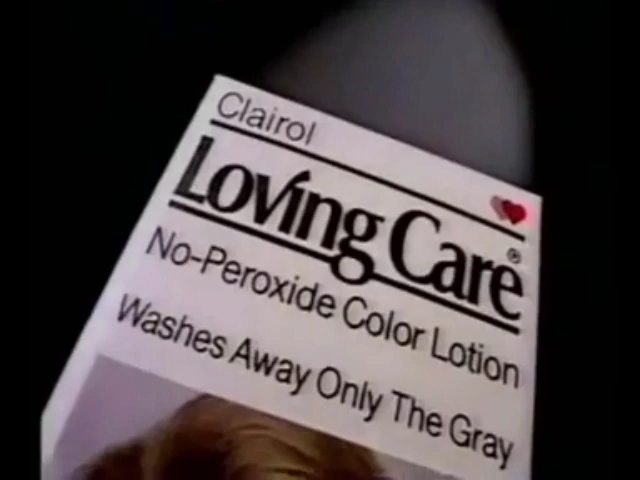 Clairol
Loving Care®
No-Peroxide Color Lotion
Washes Away Only The Gray